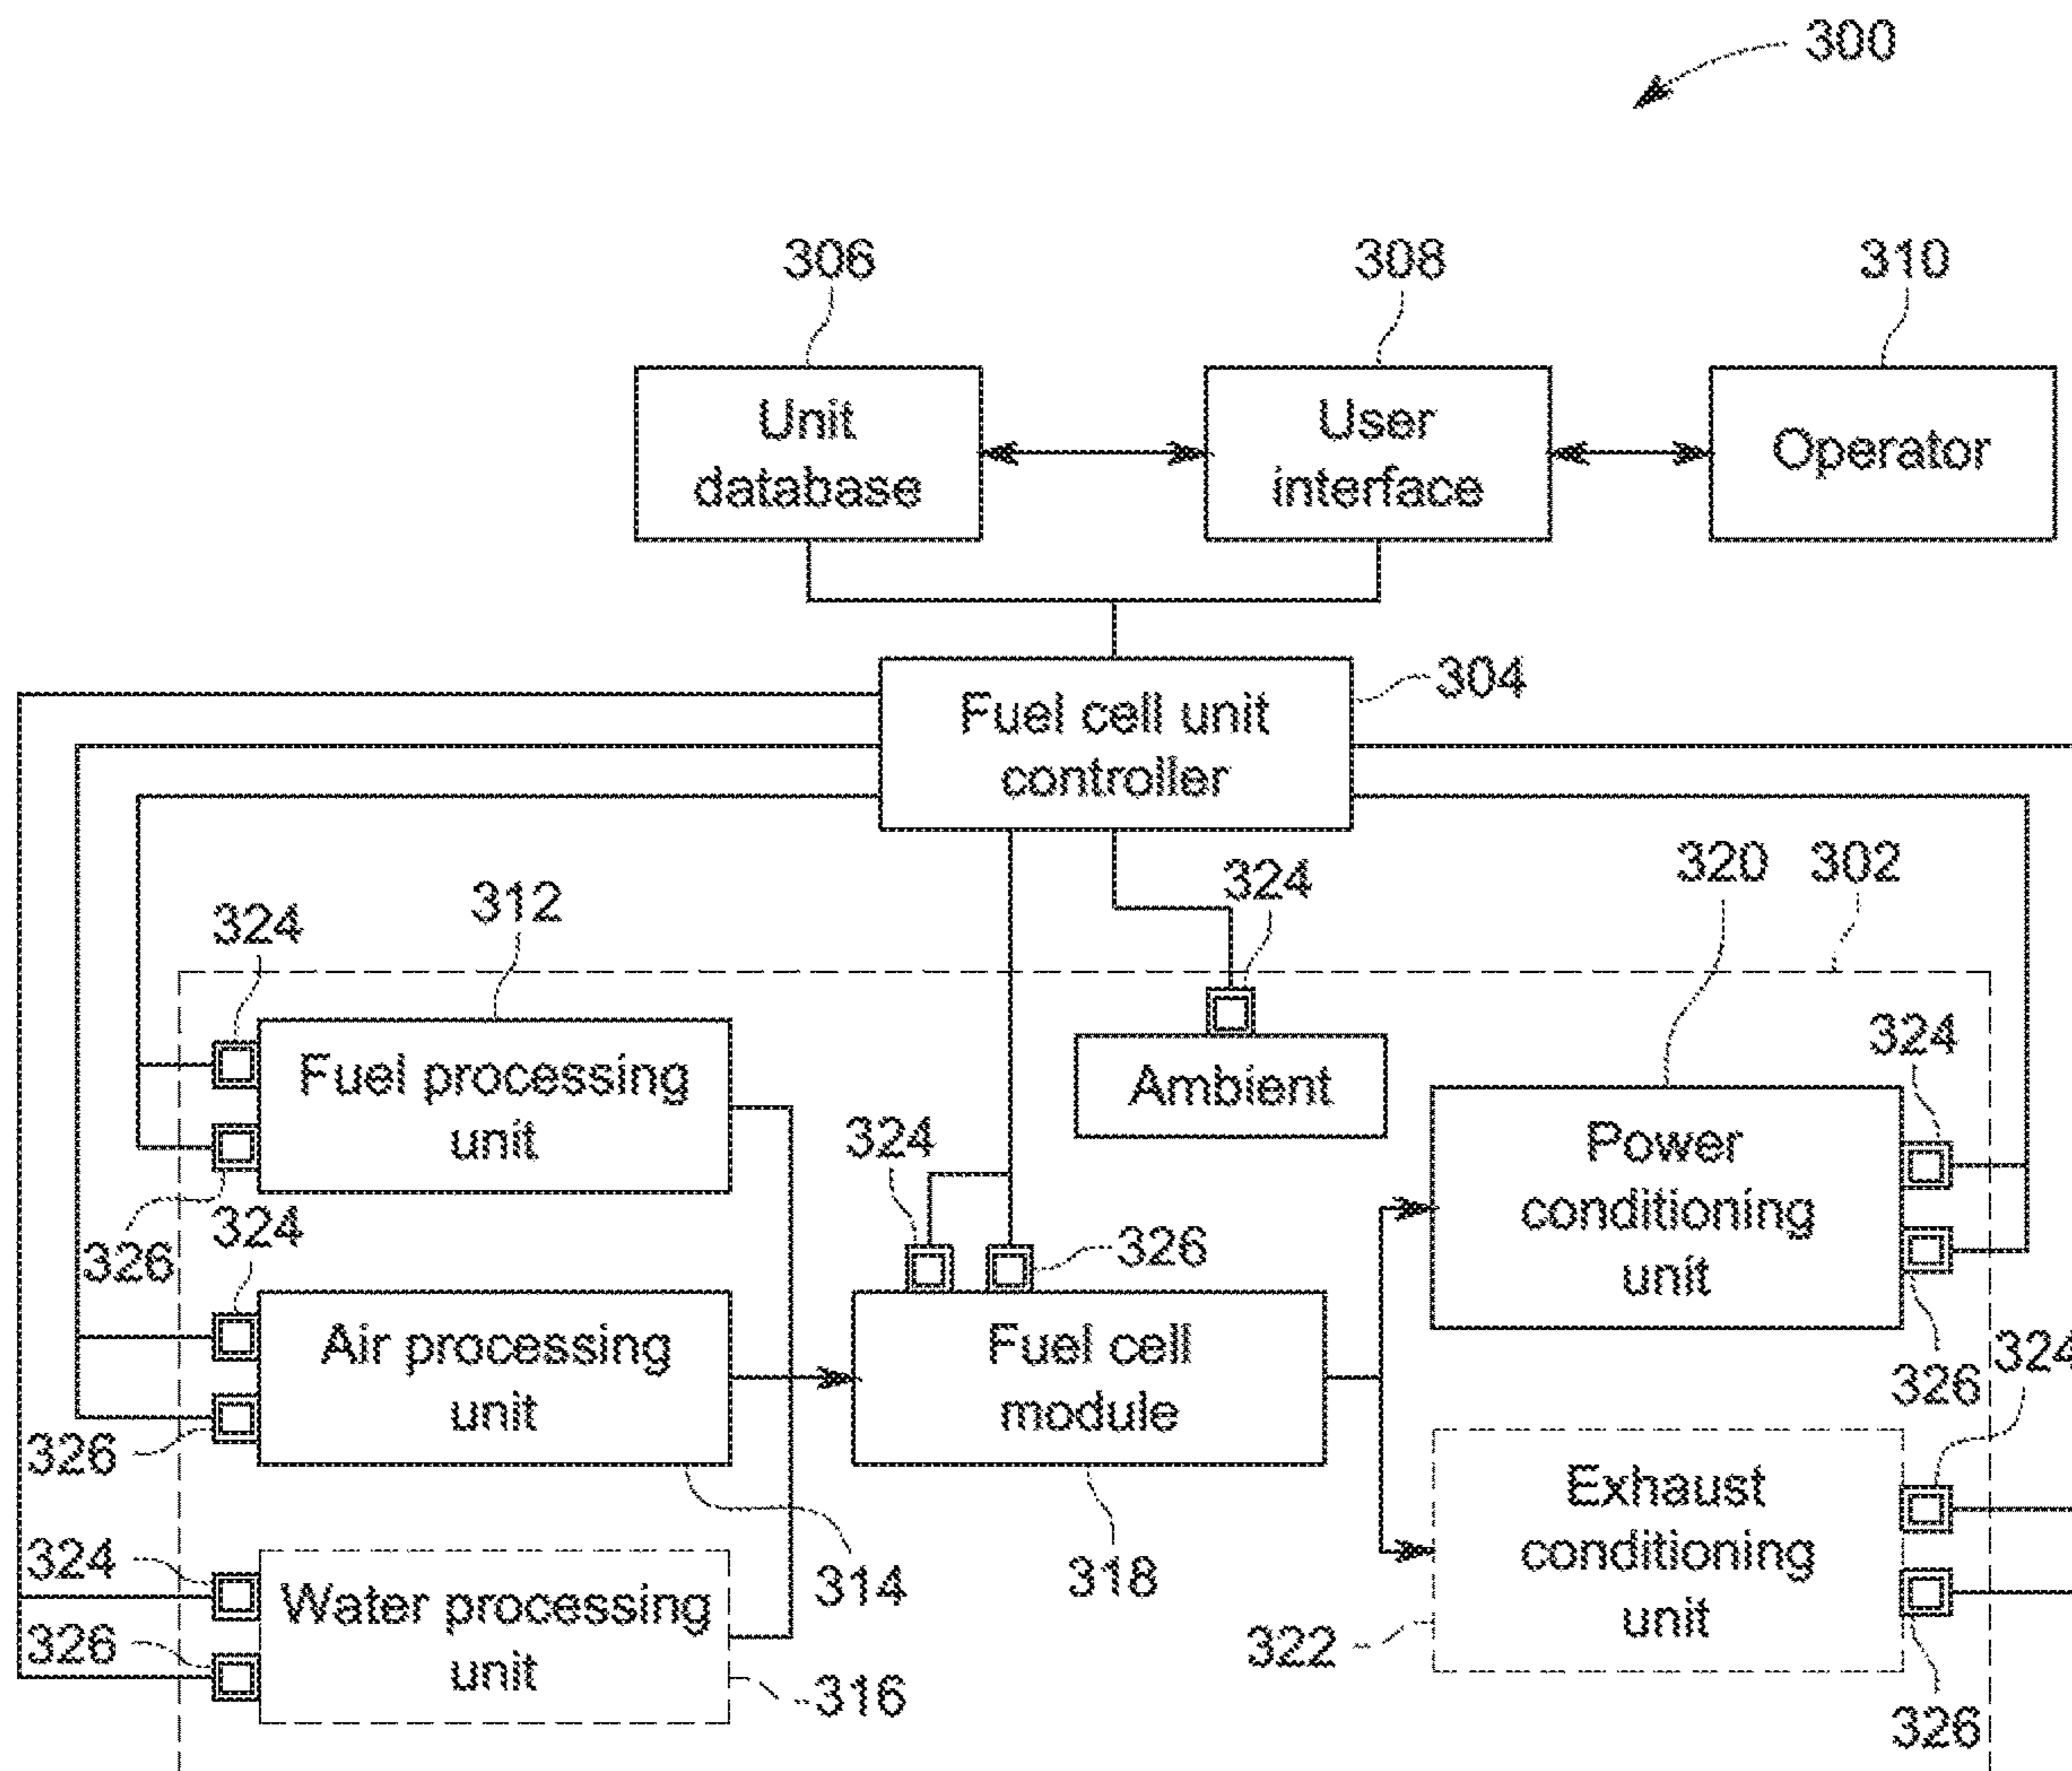 300
306
308
310
Unit
database
User
interface
Operator
304
Fuel cell unit
controller
320
302
324
312
324
324
Fuel processing
unit
Ambient
324
Power
conditioning
unit
326
324
326
Air processing
unit
Fuel cell
module
326
324
326
Exhaust
conditioning
unit
324
314
318
Water processing
unit
326
322
316
326